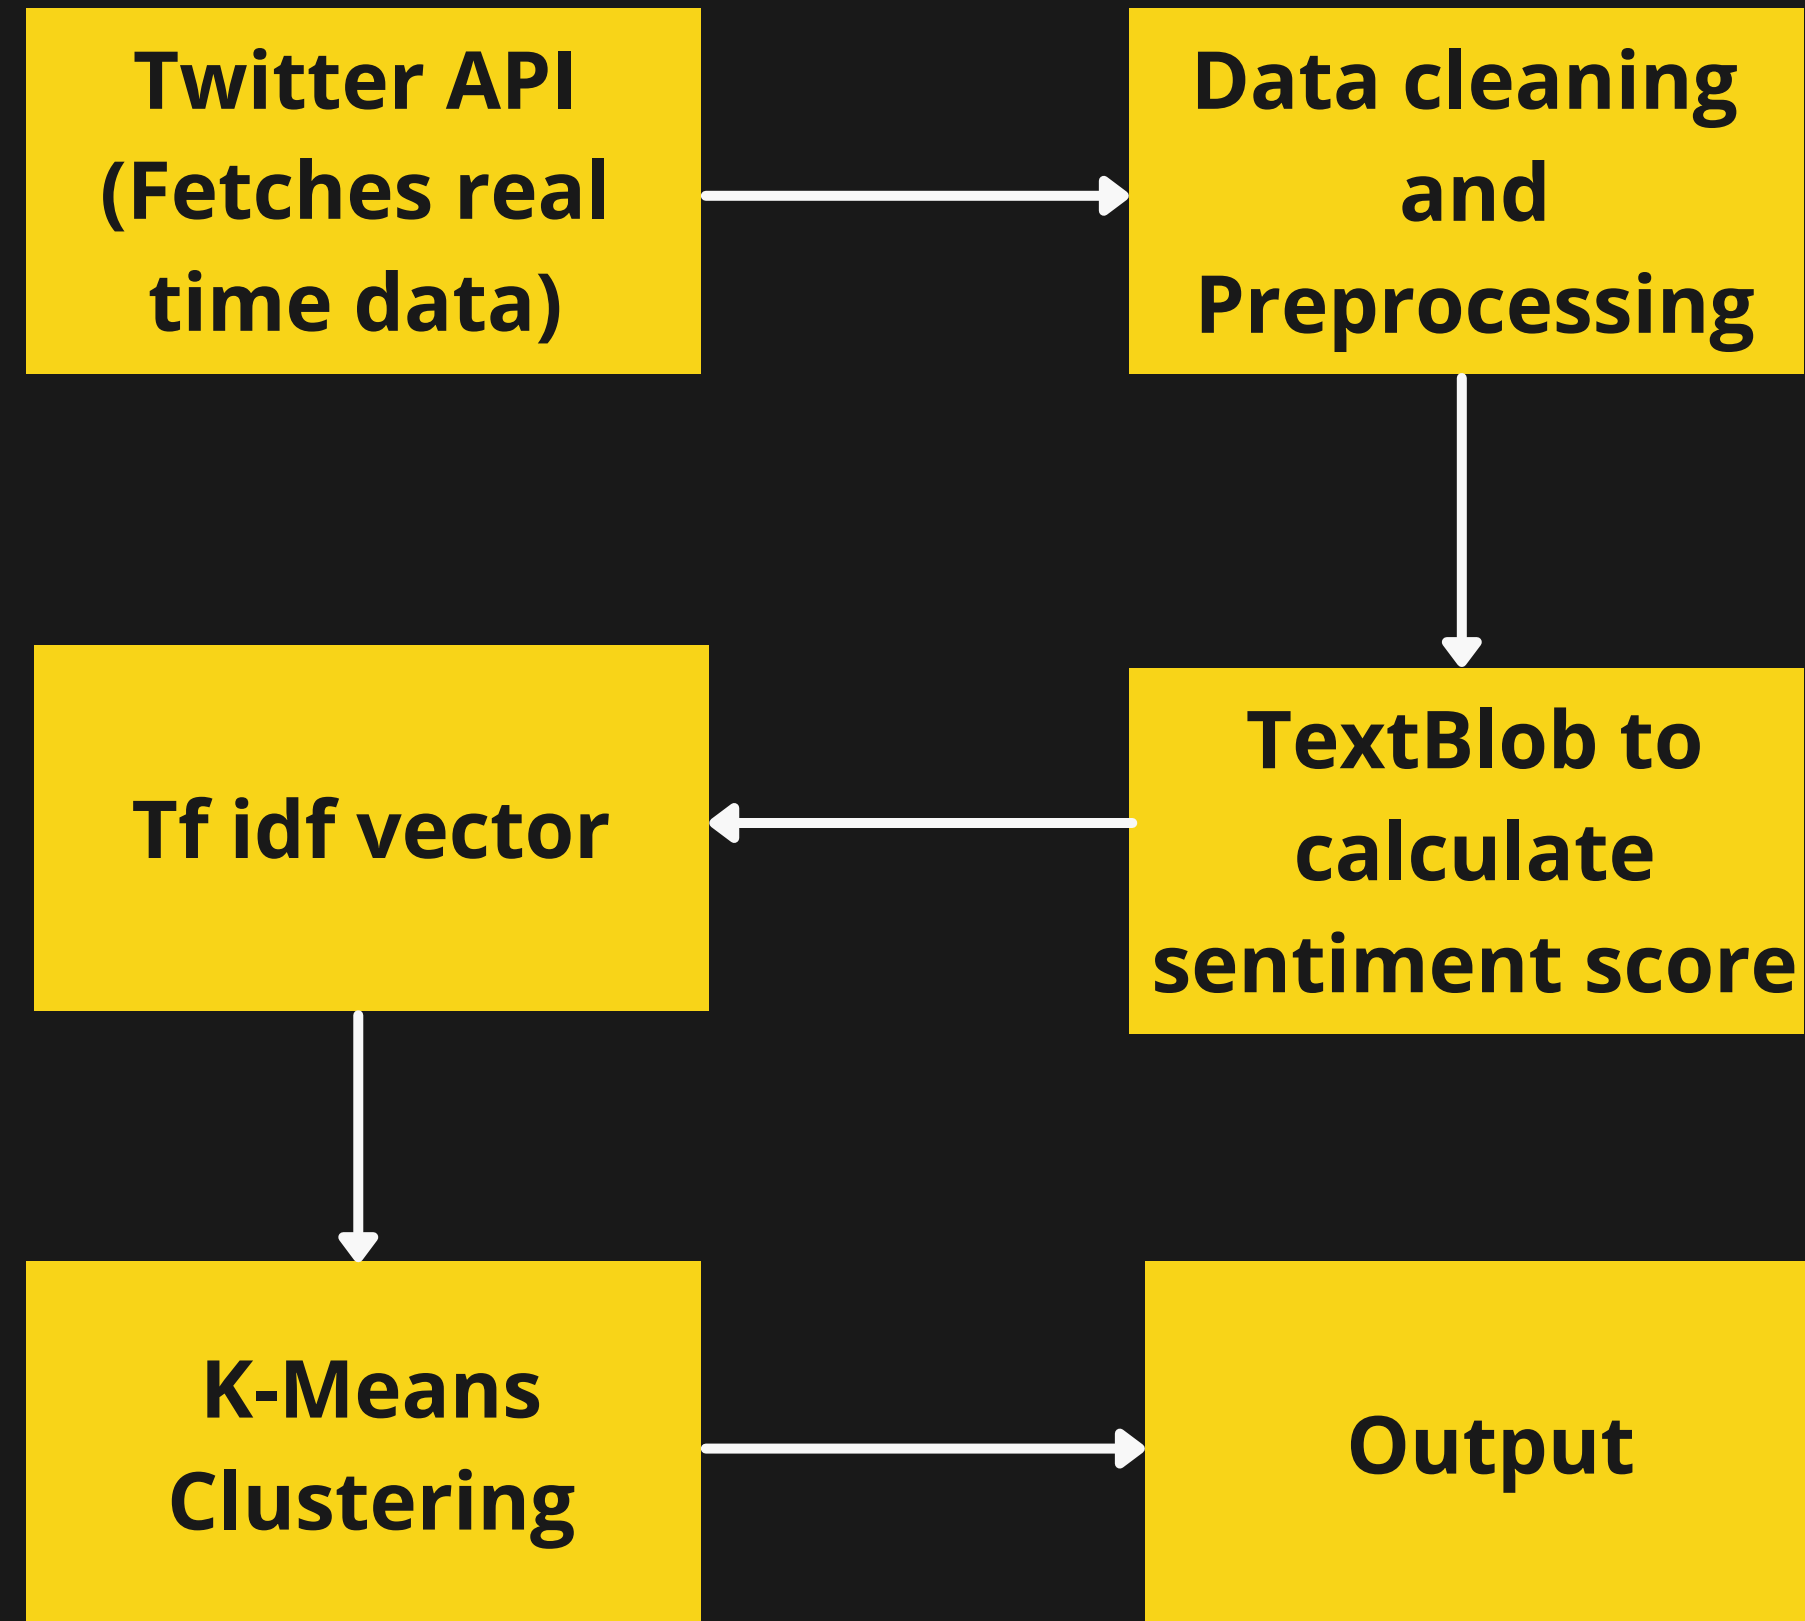 Twitter API
(Fetches real
time data)
Data cleaning
and
Preprocessing
TextBlob to
calculate
sentiment score
Tf idf vector
K-Means
Clustering
Output